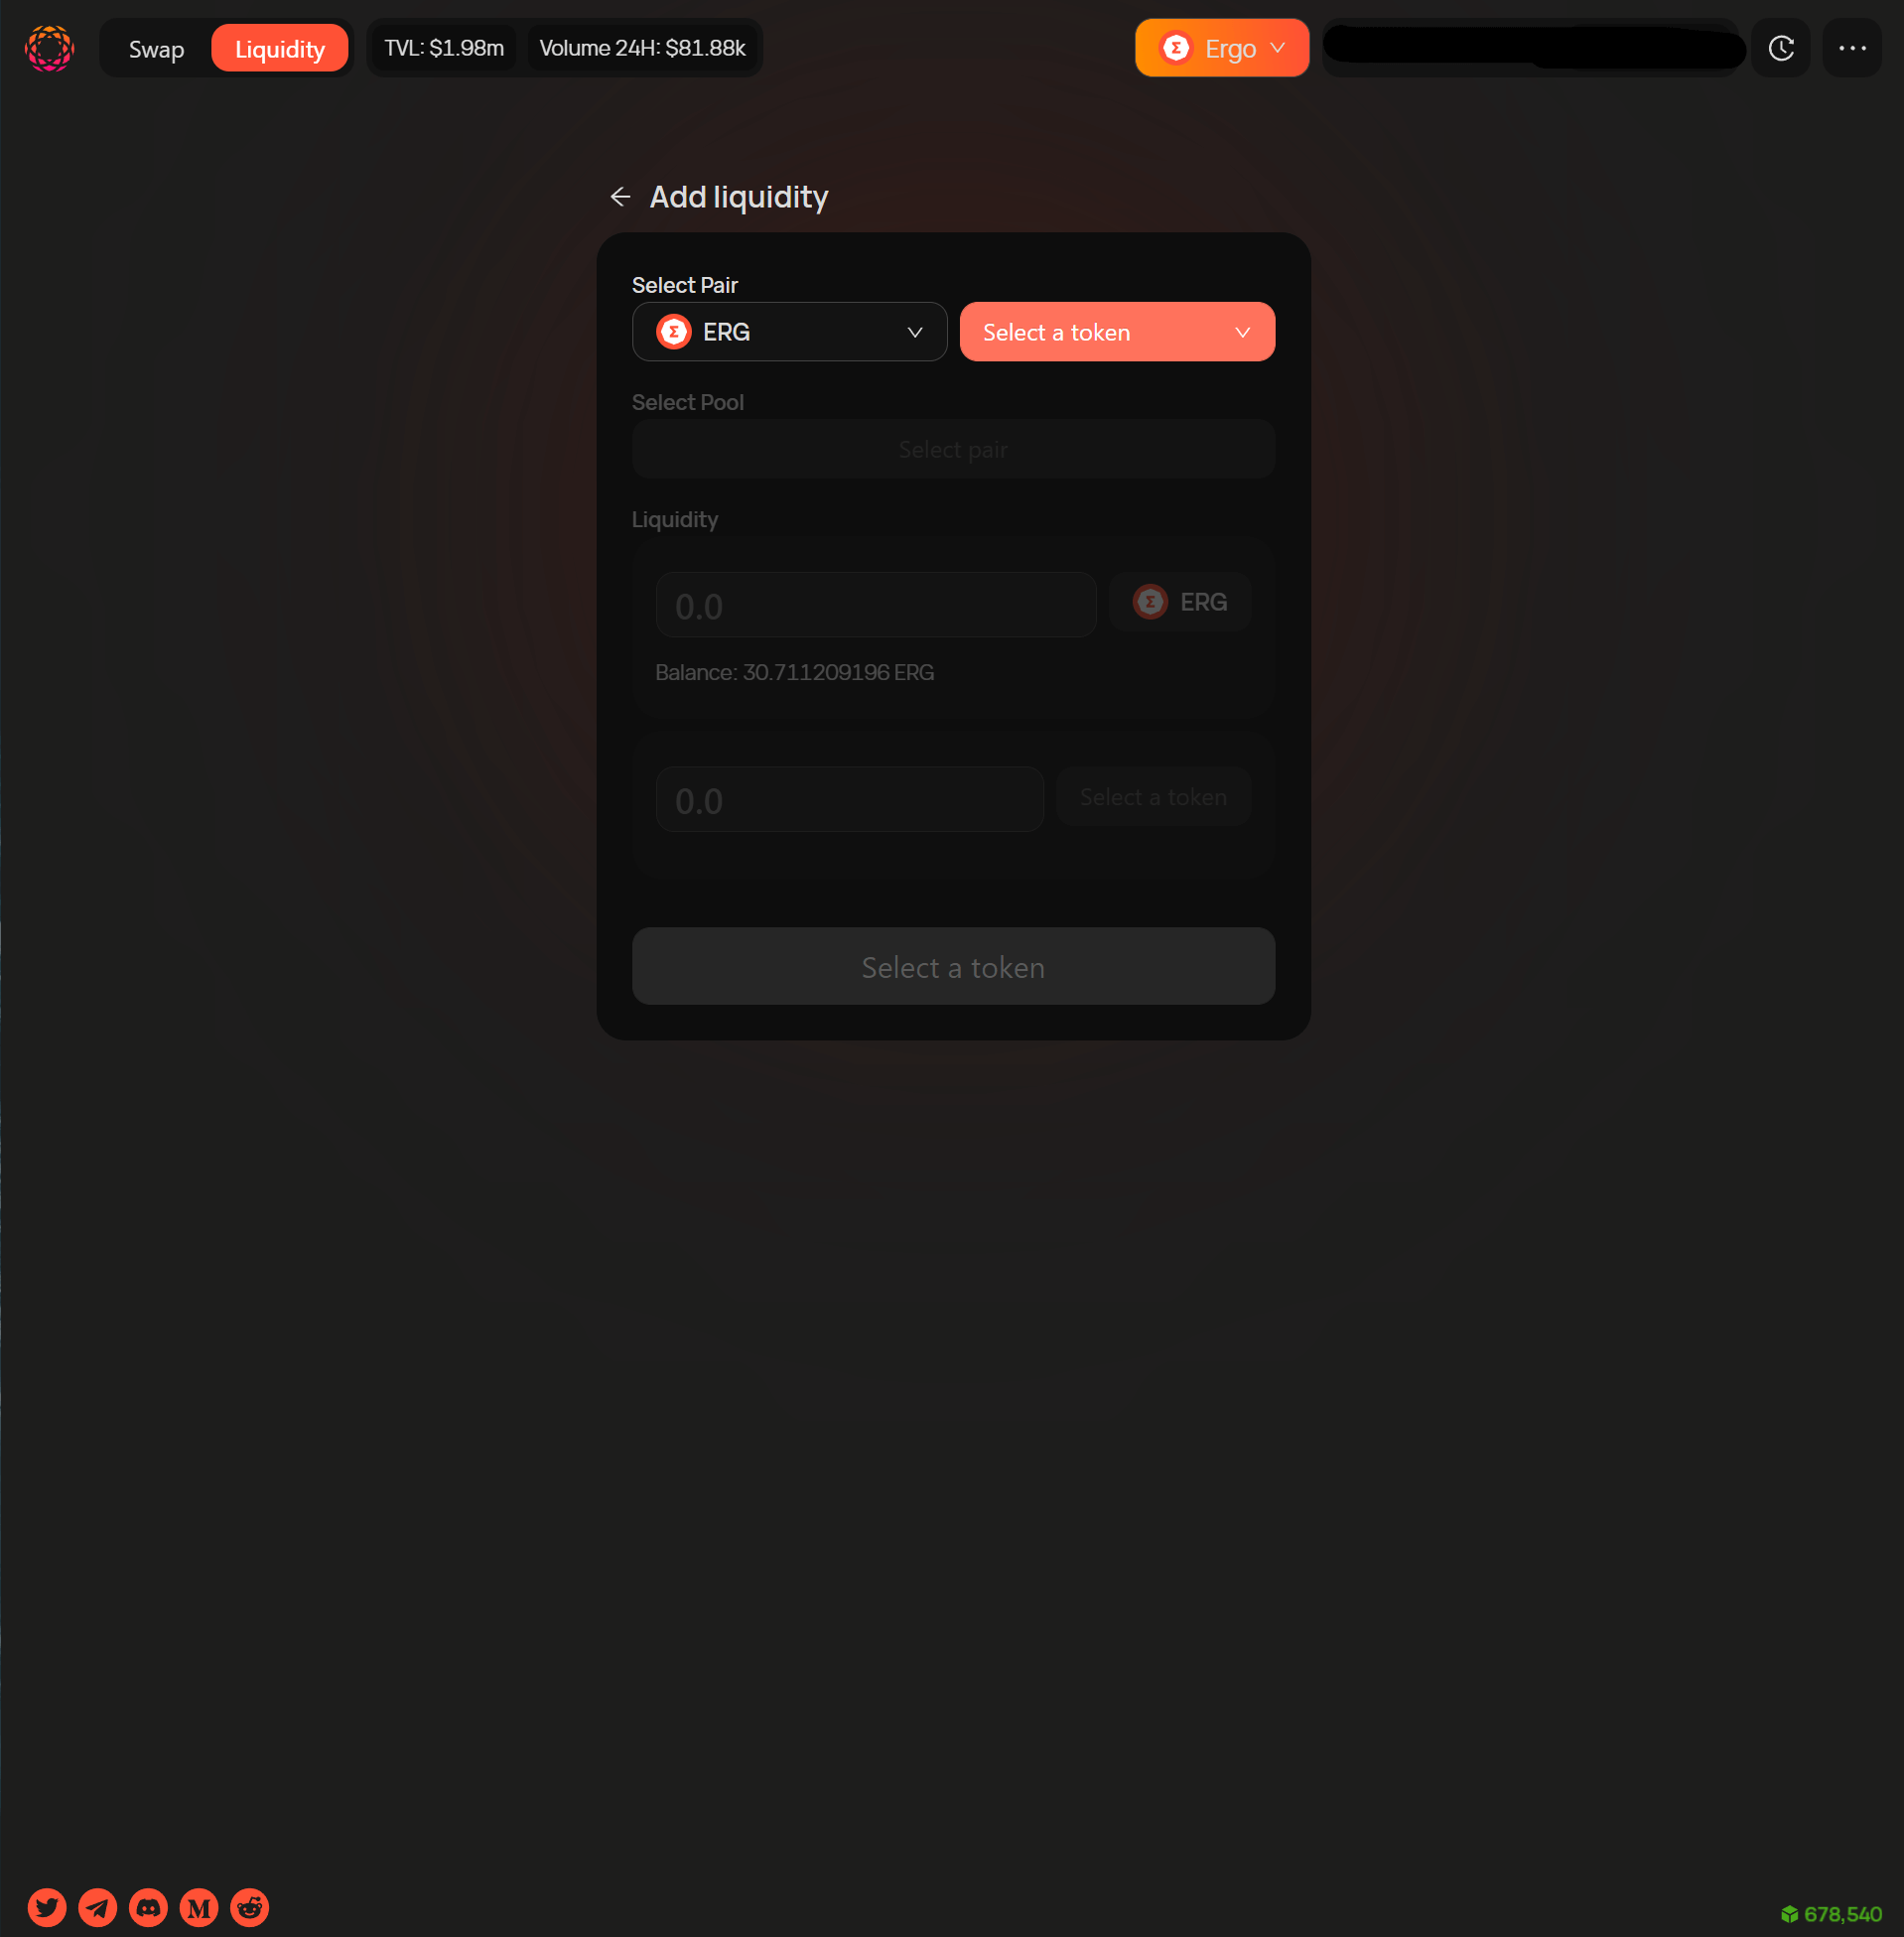 Swap Liquidity TVL: $1.98m Volume 24H: $81.88k Σ Ergo
Add liquidity
Select Pair
Σ ERG Select a token
Select Pool
Select pair
Liquidity
0.0 Σ ERG
Balance: 30.711209196 ERG
0.0 Select a token
Select a token
M 678,540